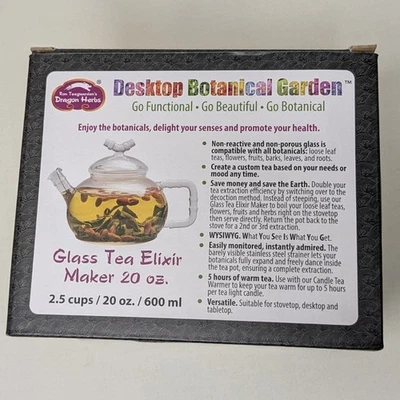 Ron Teeguarden's
Dragon Herbs
®
Desktop Botanical Garden™
Go Functional • Go Beautiful • Go Botanical
Enjoy the botanicals, delight your senses and promote your health.
• Non-reactive and non-porous glass is
compatible with all botanicals: loose leaf
teas, flowers, fruits, barks, leaves, and roots.
• Create a custom tea based on your needs or
mood any time.
• Save money and save the Earth. Double your
tea extraction efficiency by switching over to the
decoction method. Instead of steeping, use our
Glass Tea Elixir Maker to boil your loose leaf teas,
flowers, fruits and herbs right on the stovetop
then serve directly. Return the pot back to the
stove for a 2nd or 3rd extraction.
• WYSIWYG. What You See Is What You Get.
• Easily monitored, instantly admired. The
barely visible stainless steel strainer lets your
botanicals fully expand and freely dance inside
the tea pot, ensuring a complete extraction.
• 5 hours of warm tea. Use with our Candle Tea
Warmer to keep your tea warm for up to 5 hours
per tea light candle.
• Versatile. Suitable for stovetop, desktop and
tabletop.
Glass Tea Elixir
Maker 20 oz.
2.5 cups / 20 oz. / 600 ml